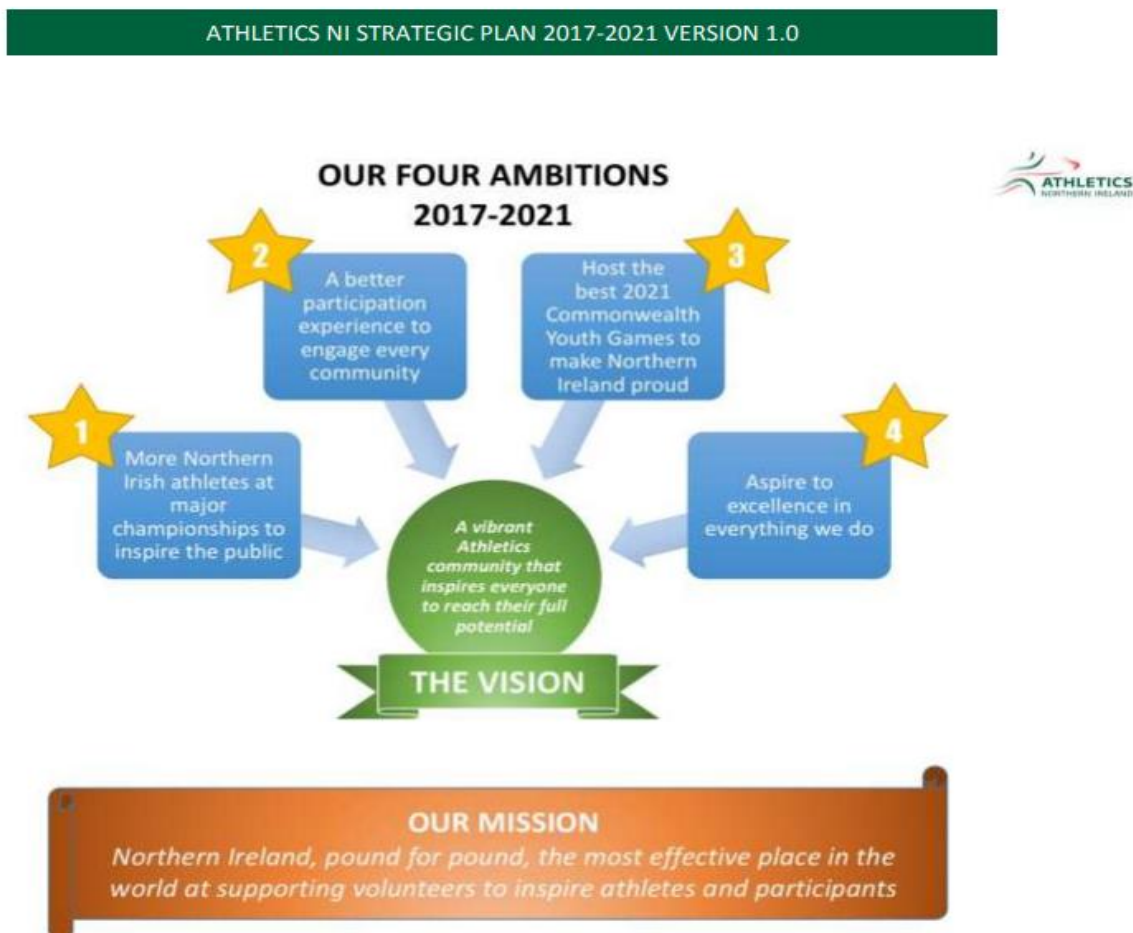 ATHLETICS NI STRATEGIC PLAN 2017-2021 VERSION 1.0
ATHLETICS
NORTHERN IRELAND
OUR FOUR AMBITIONS
2017-2021
1
More Northern
Irish athletes at
major
championships to
inspire the public
2
A better
participation
experience to
engage every
community
3
Host the
best 2021
Commonwealth
Youth Games to
make Northern
Ireland proud
4
Aspire to
excellence in
everything we do
A vibrant
Athletics
community that
inspires everyone
to reach their full
potential
THE VISION
OUR MISSION
Northern Ireland, pound for pound, the most effective place in the
world at supporting volunteers to inspire athletes and participants